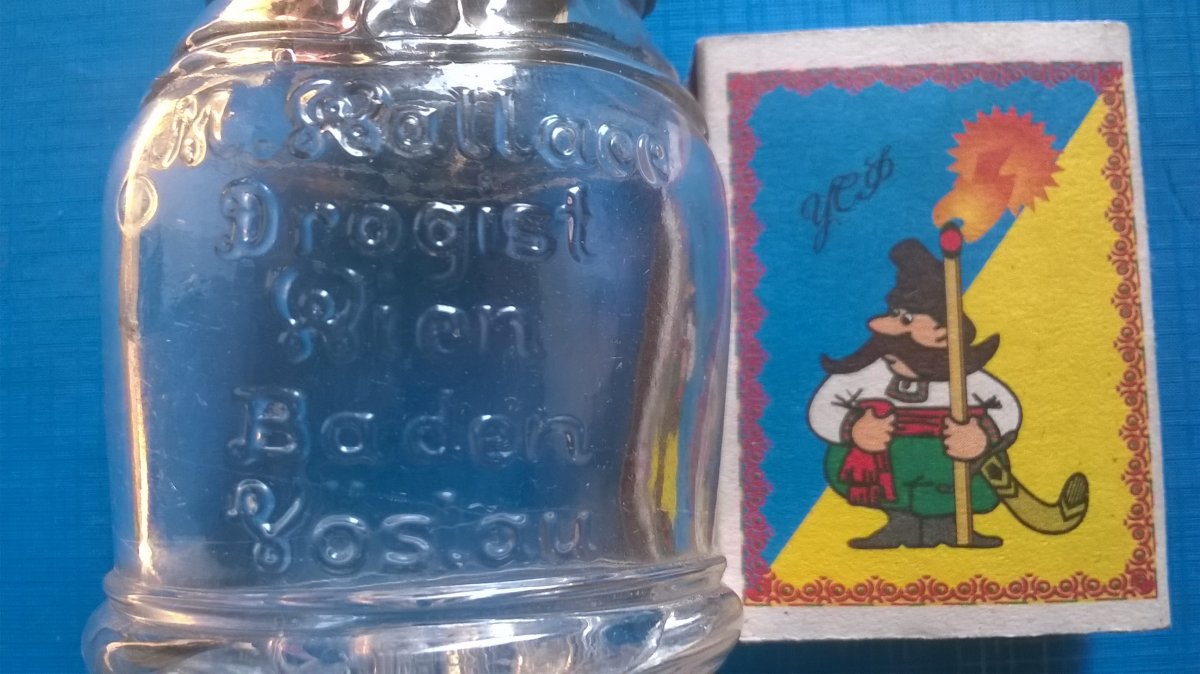 M. Wallace
Drogist
Wien
Baden
Vöslau
УСФ